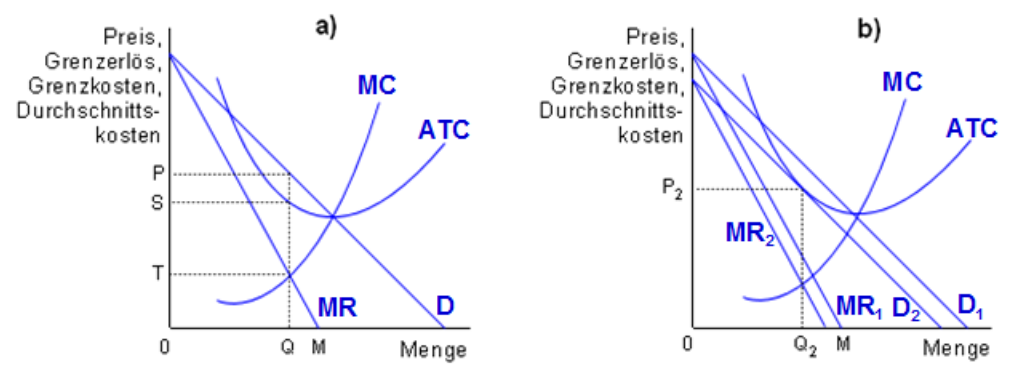 a)
Preis,
Grenzerlös,
Grenzkosten,
Durchschnitts-
kosten
MC
ATC
P
S
T
MR
D
0
Q
M
Menge
b)
Preis,
Grenzerlös,
Grenzkosten,
Durchschnitts-
kosten
MC
ATC
P₂
MR₂
MR₁
D₂
D₁
0
Q₂
M
Menge